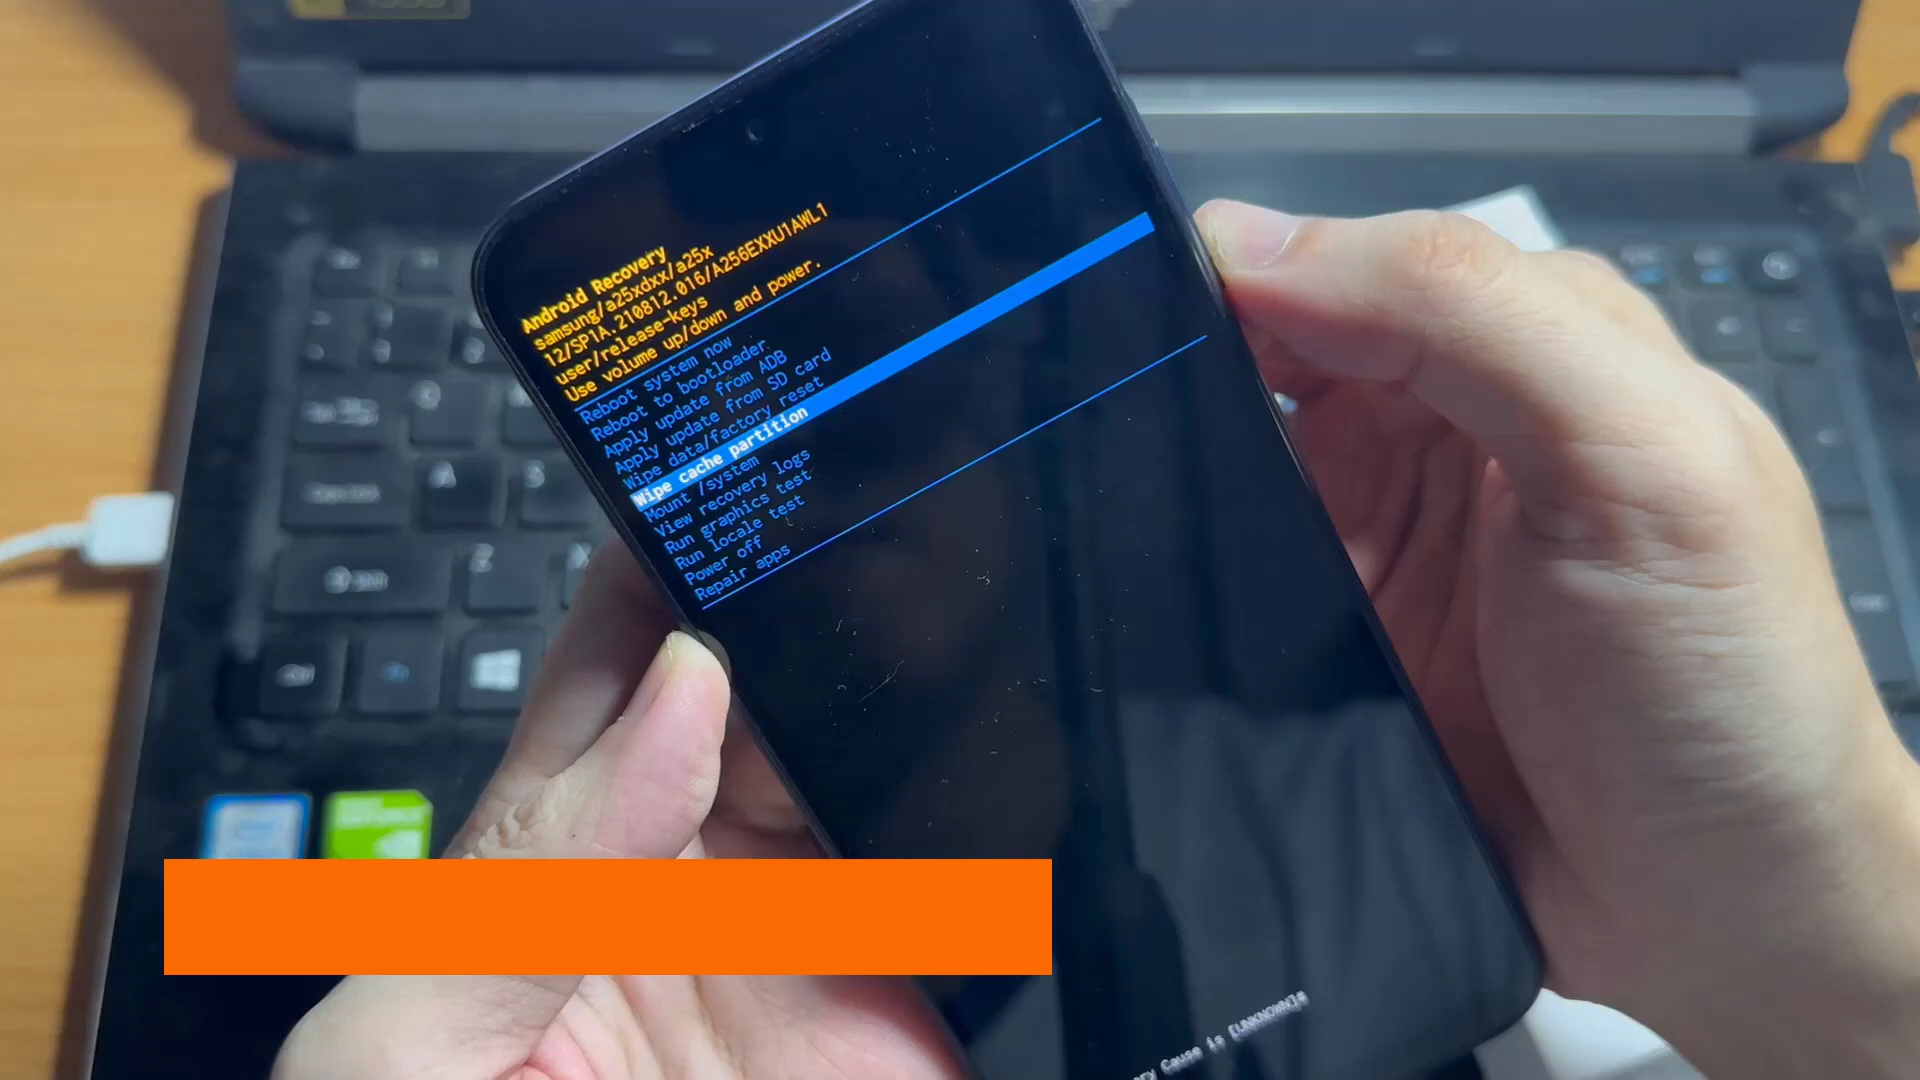 Android Recovery
samsung/a25xdxx/a25x
12/SP1A.210812.016/A256EXXU1AWL1
user/release-keys
Use volume up/down and power.
Reboot system now
Reboot to bootloader
Apply update from ADB
Apply update from SD card
Wipe data/factory reset
Wipe cache partition
Mount /system
View recovery logs
Run graphics test
Run locale test
Power off
Repair apps
Cause is [UNKNOWN]#
A
S
Z
X